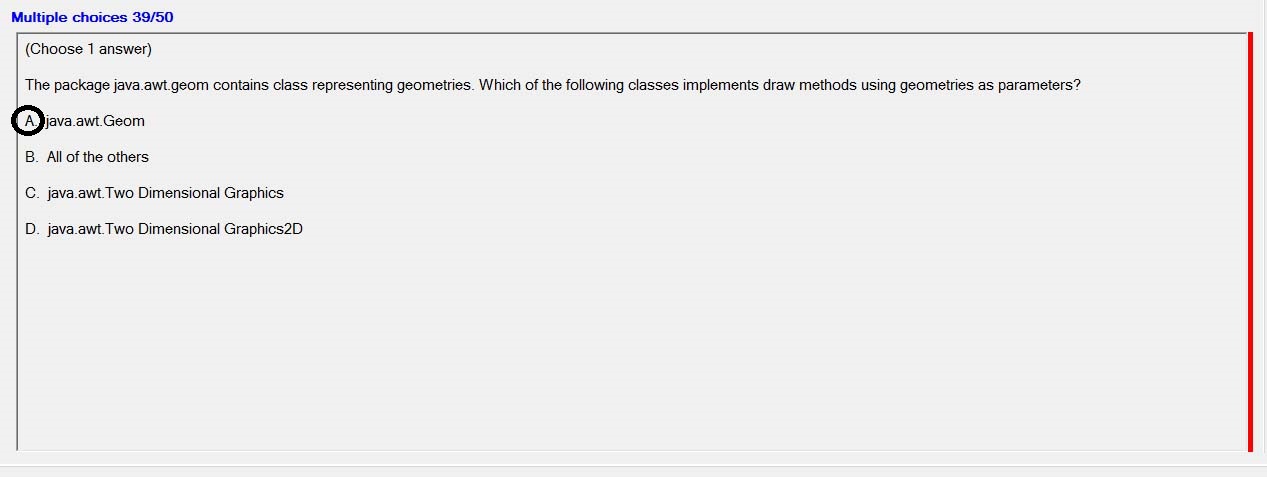 Multiple choices 39/50
(Choose 1 answer)
The package java.awt.geom contains class representing geometries. Which of the following classes implements draw methods using geometries as parameters?
A. java.awt.Geom
B. All of the others
C. java.awt.Two Dimensional Graphics
D. java.awt.Two Dimensional Graphics2D